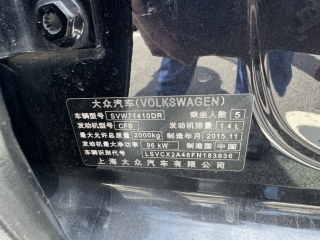 大众汽车(VOLKSWAGEN)
车辆型号 SVW71410DR 乘坐人数 5
发动机型号 CFB 发动机排量 1.4 L
最大允许总质量 2000kg 制造年月 2015.11
发动机最大净功率 96 kW 制造国 中国
车辆识别代号 LSVCX2A46FN183936
上海大众汽车有限公司